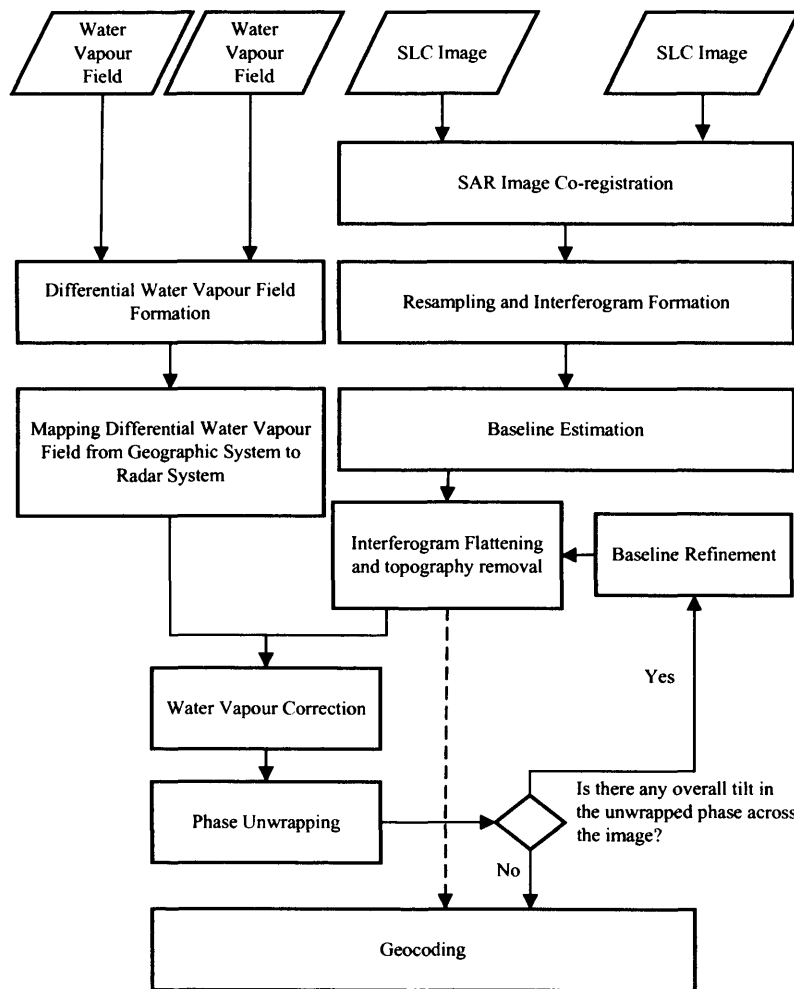 Water
Vapour
Field
Water
Vapour
Field
SLC Image
SLC Image
SAR Image Co-registration
Differential Water Vapour Field
Formation
Resampling and Interferogram Formation
Mapping Differential Water Vapour
Field from Geographic System to
Radar System
Baseline Estimation
Interferogram Flattening
and topography removal
Baseline Refinement
Yes
Water Vapour Correction
Phase Unwrapping
Is there any overall tilt in
the unwrapped phase across
the image?
No
Geocoding